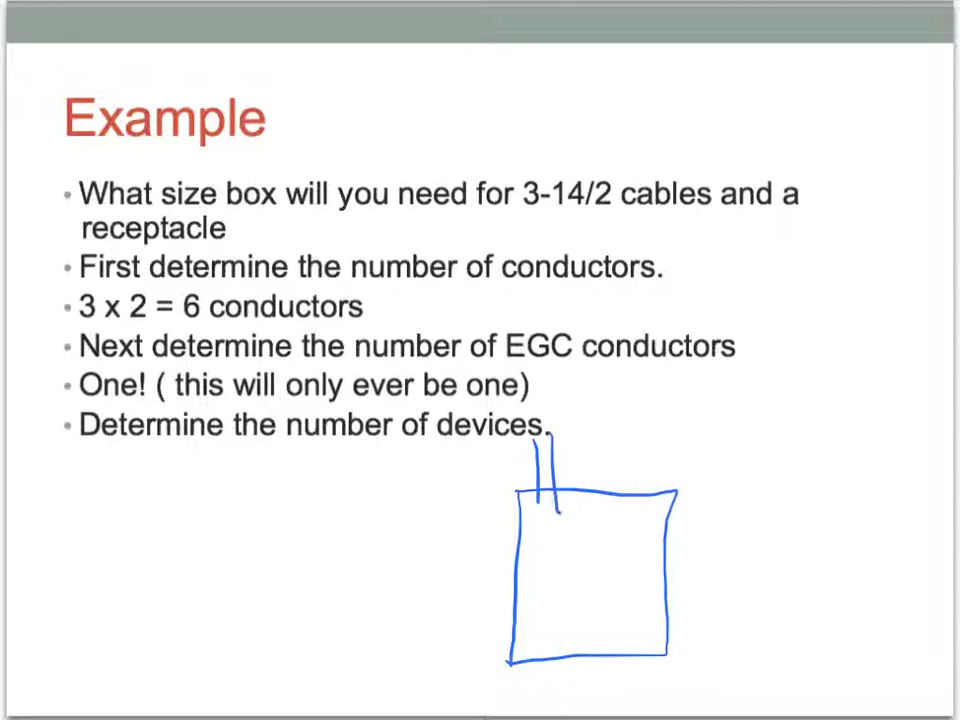 Example
• What size box will you need for 3-14/2 cables and a
receptacle
• First determine the number of conductors.
• 3 x 2 = 6 conductors
• Next determine the number of EGC conductors
• One! ( this will only ever be one)
• Determine the number of devices.